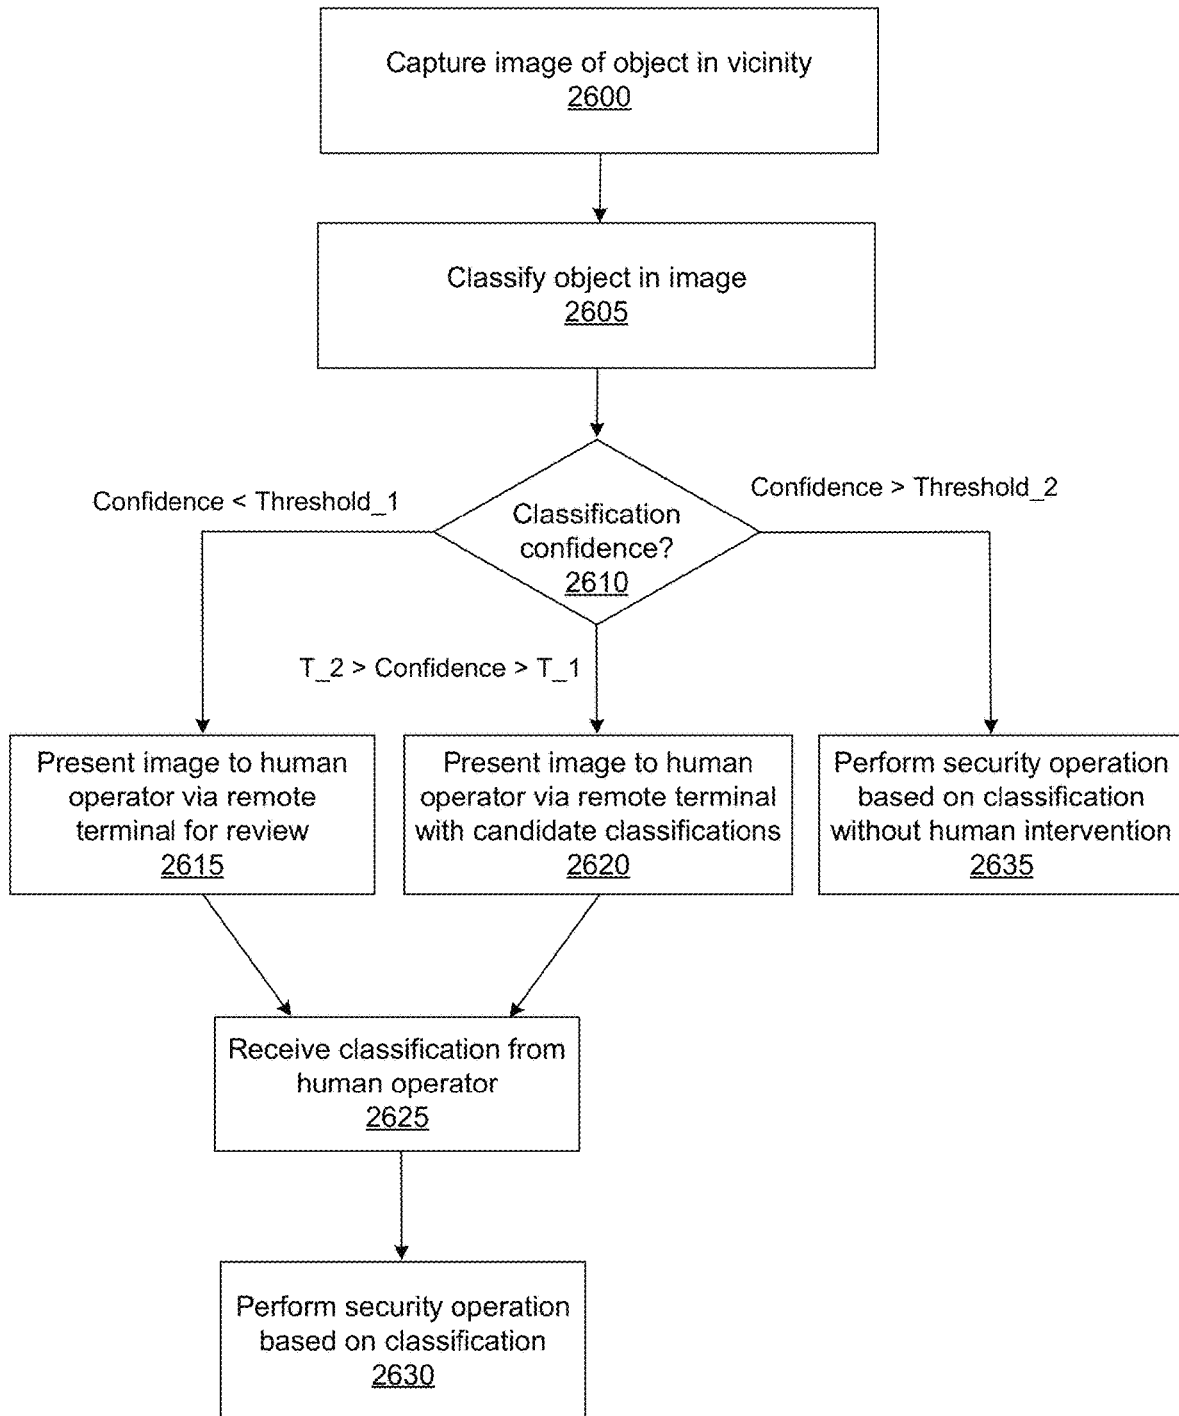 Capture image of object in vicinity
2600
Classify object in image
2605
Confidence < Threshold_1
Confidence > Threshold_2
Classification
confidence?
2610
T_2 > Confidence > T_1
Present image to human
operator via remote
terminal for review
2615
Present image to human
operator via remote terminal
with candidate classifications
2620
Perform security operation
based on classification
without human intervention
2635
Receive classification from
human operator
2625
Perform security operation
based on classification
2630